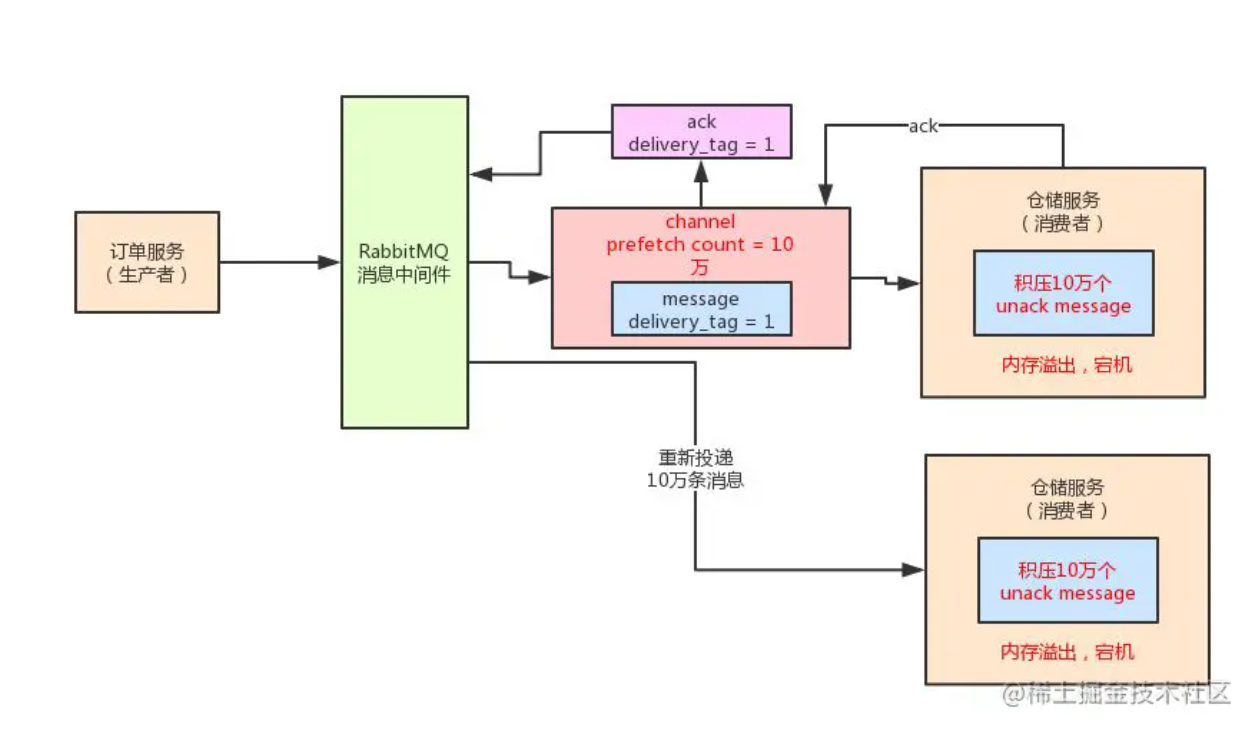 订单服务
（生产者）
RabbitMQ
消息中间件
ack
delivery_tag = 1
channel
prefetch count = 10
万
message
delivery_tag = 1
ack
仓储服务
（消费者）
积压10万个
unack message
内存溢出，宕机
重新投递
10万条消息
仓储服务
（消费者）
积压10万个
unack message
内存溢出，宕机
@稀土掘金技术社区